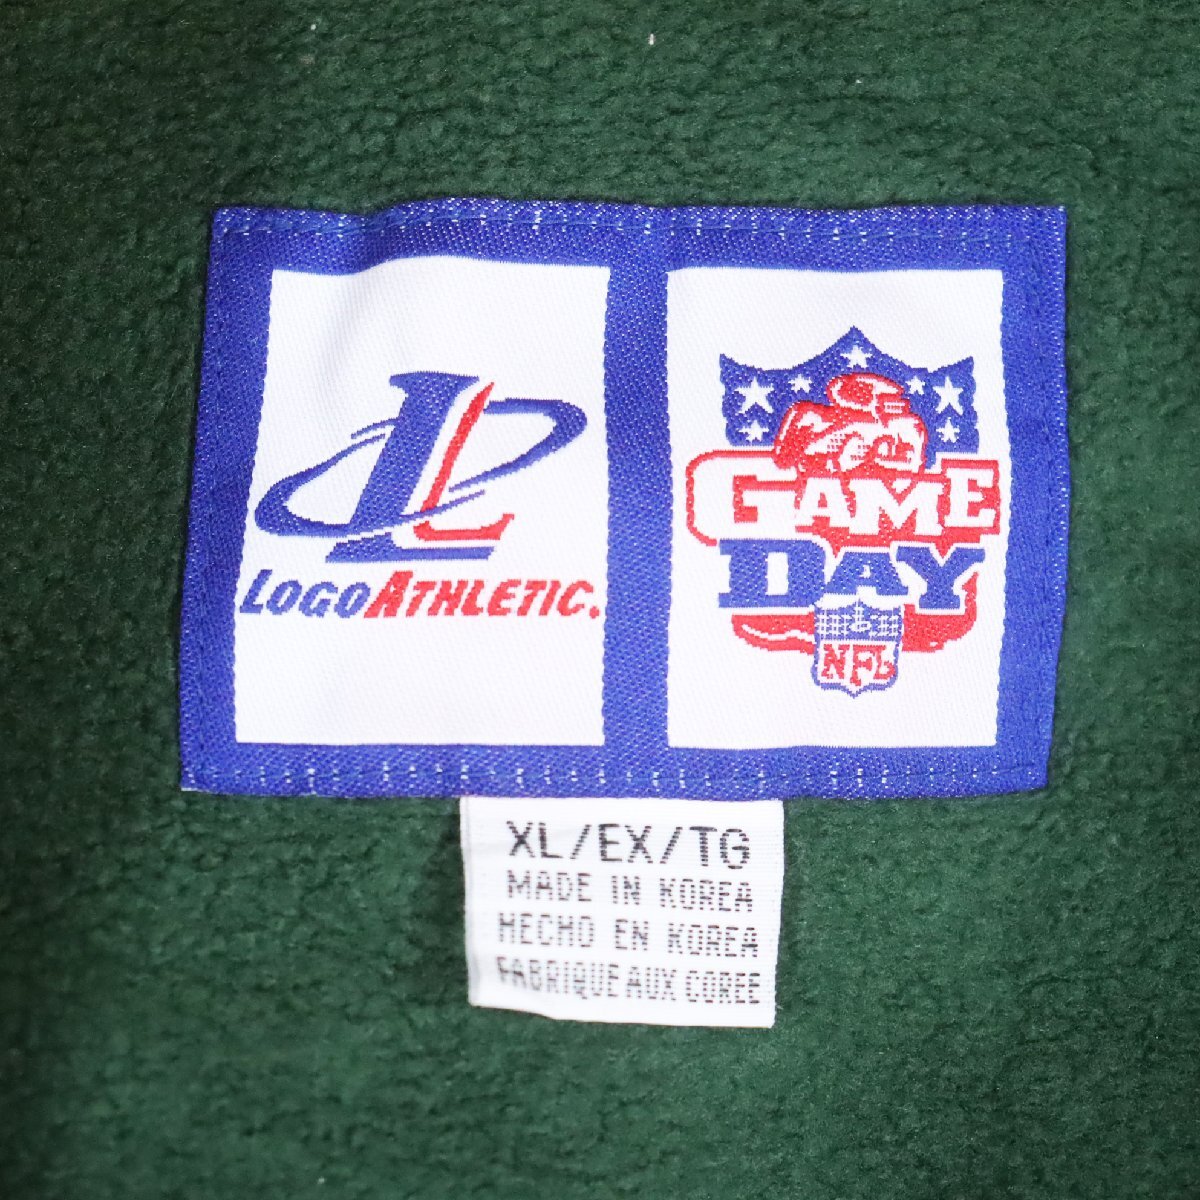 L
LOGOATHLETIC.
GAME
DAY
NFL
XL/EX/TG
MADE IN KOREA
HECHO EN KOREA
FABRIQUE AUX COREE